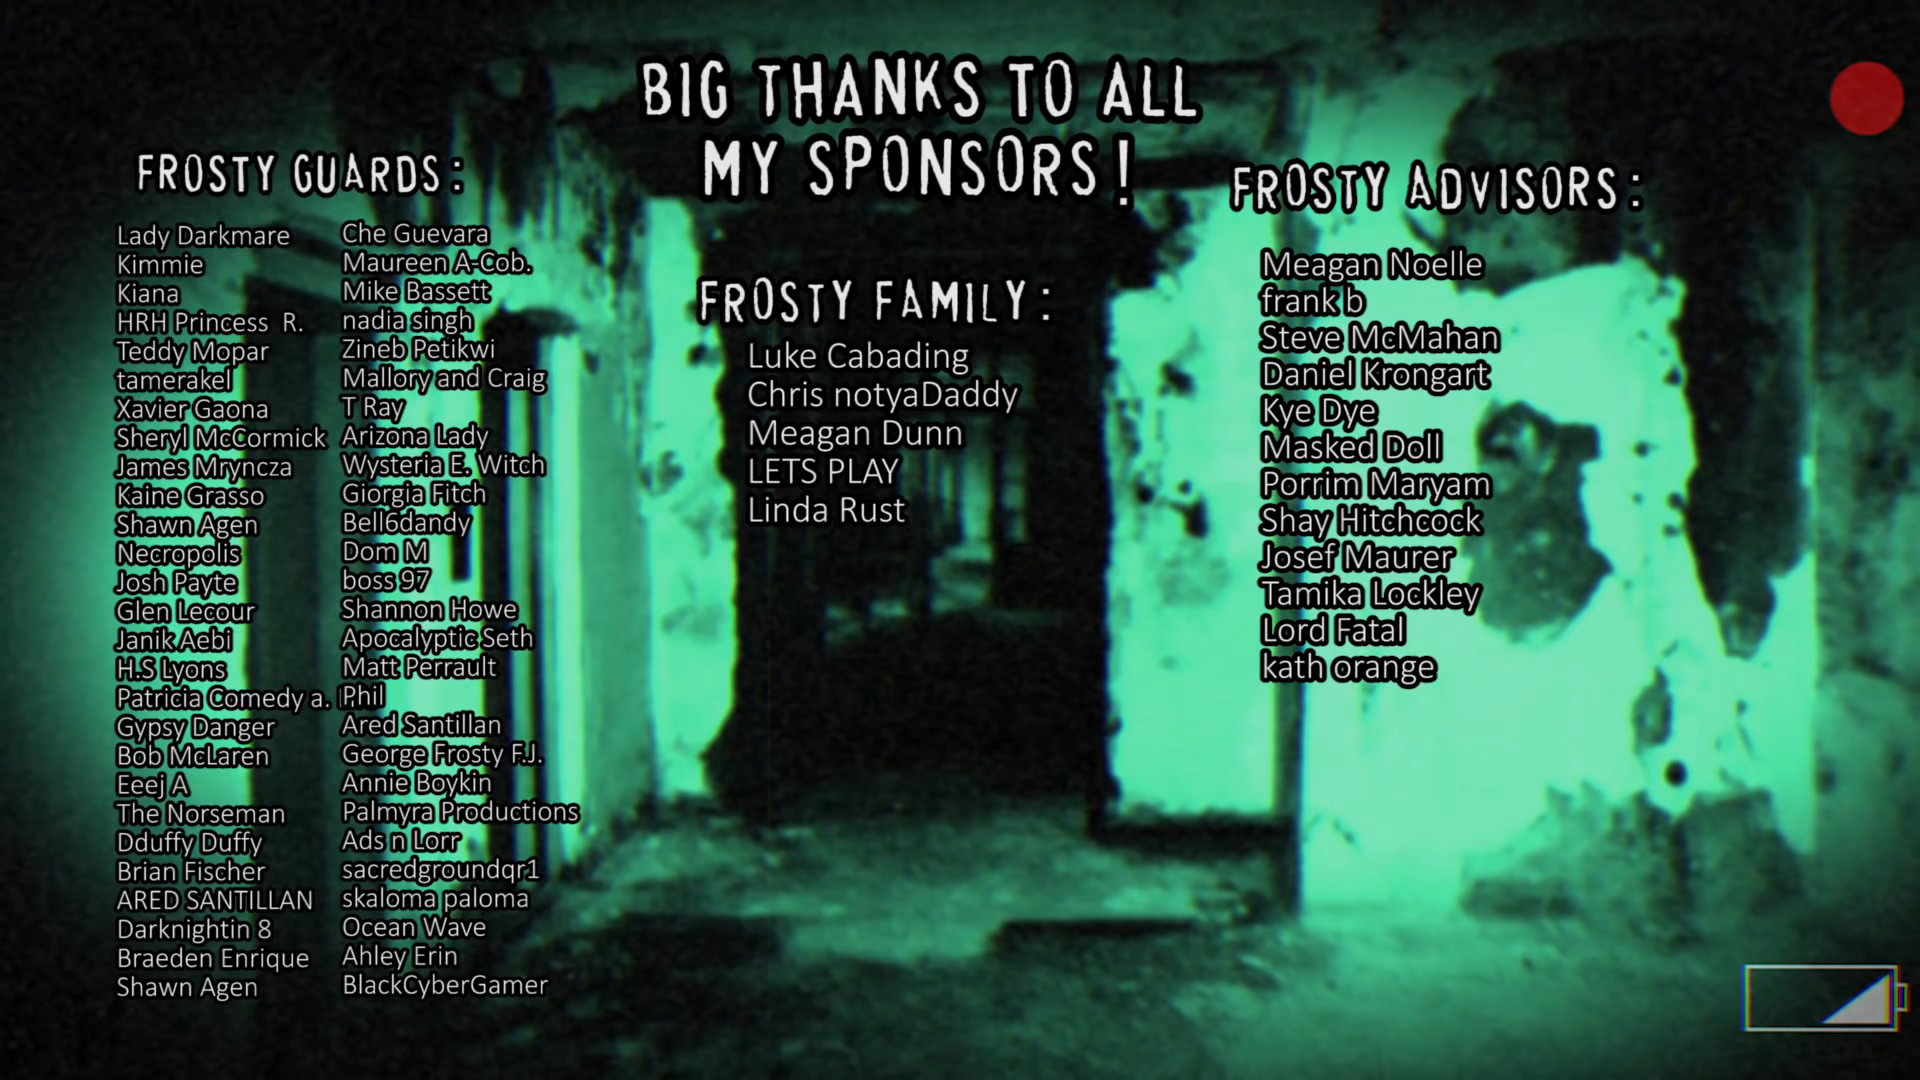 BIG THANKS TO ALL
MY SPONSORS!
FROSTY GUARDS:
Lady Darkmare
Kimmie
Kiana
HRH Princess R.
Teddy Mopar
tamerakel
Xavier Gaona
Sheryl McCormick
James Mryncza
Kaine Grasso
Shawn Agen
Necropolis
Josh Payte
Glen Lecour
Janik Aebi
H.S Lyons
Patricia Comedy a.
Gypsy Danger
Bob McLaren
Eeej A
The Norseman
Dduffy Duffy
Brian Fischer
ARED SANTILLAN
Darknightin 8
Braeden Enrique
Shawn Agen
Che Guevara
Maureen A-Cob.
Mike Bassett
nadia singh
Zineb Petikwi
Mallory and Craig
T Ray
Arizona Lady
Wysteria E. Witch
Giorgia Fitch
Bell6dandy
Dom M
boss 97
Shannon Howe
Apocalyptic Seth
Matt Perrault
Phil
Ared Santillan
George Frosty F.J.
Annie Boykin
Palmyra Productions
Ads n Lorr
sacredgroundqr1
skaloma paloma
Ocean Wave
Ahley Erin
BlackCyberGamer
FROSTY FAMILY:
Luke Cabading
Chris notyaDaddy
Meagan Dunn
LETS PLAY
Linda Rust
FROSTY ADVISORS:
Meagan Noelle
frank b
Steve McMahan
Daniel Krongart
Kye Dye
Masked Doll
Porrim Maryam
Shay Hitchcock
Josef Maurer
Tamika Lockley
Lord Fatal
kath orange